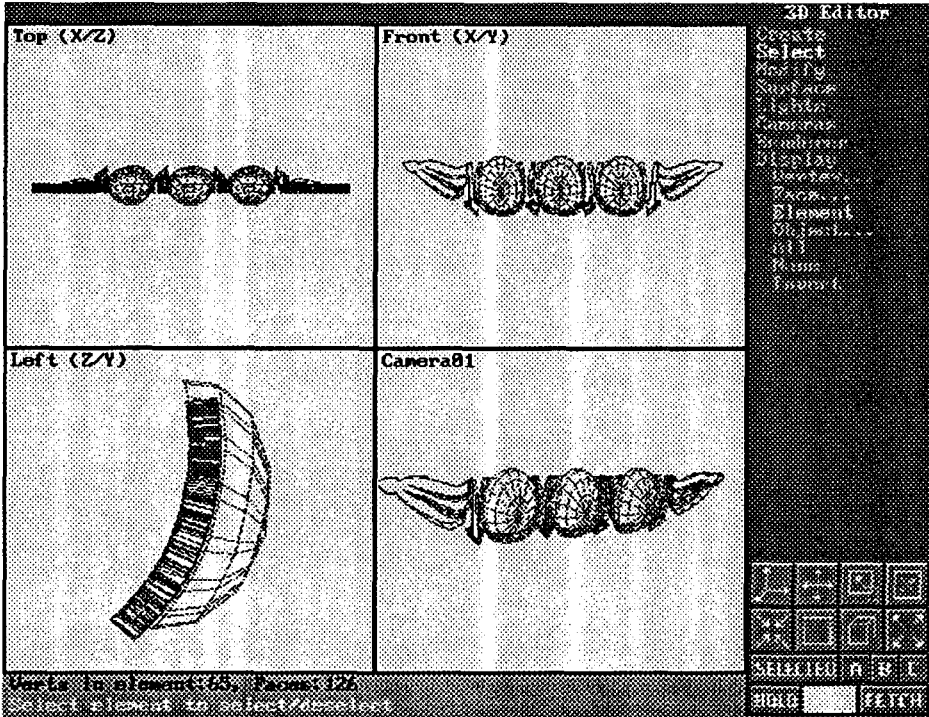 3D Editor
Top (X/Z)
Front (X/Y)
Create
Select
Modify
Surface
Lights
Cameras
Renderer
Display
Vertex...
Face...
Element
Object...
All
None
Invert
Left (Z/Y)
Camera01
SELECTED A B C
Verts in element:65, Faces:126
Select element to select/deselect
HOLD FETCH